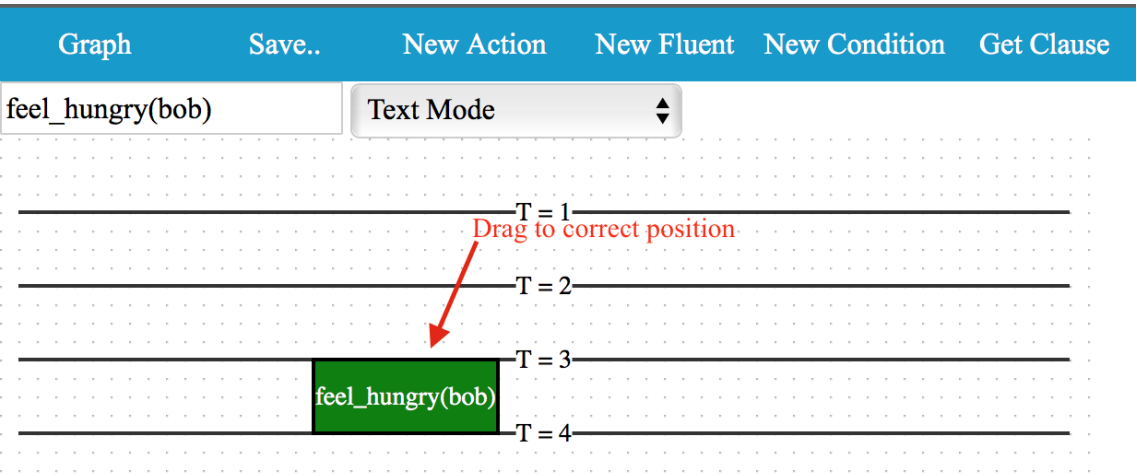 Graph Save.. New Action New Fluent New Condition Get Clause
feel_hungry(bob) Text Mode
T = 1
Drag to correct position
T = 2
T = 3
feel_hungry(bob)
T = 4